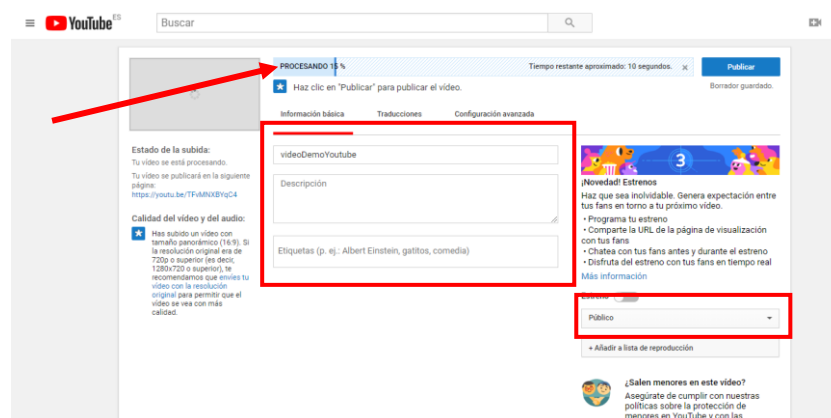 YouTube ES
Buscar
PROCESANDO 15 %
Tiempo restante aproximado: 10 segundos.
Publicar
Haz clic en "Publicar" para publicar el vídeo.
Borrador guardado.
Información básica
Traducciones
Configuración avanzada
Estado de la subida:
Tu vídeo se está procesando.
Tu vídeo se publicará en la siguiente
página:
https://youtu.be/TFvMNXBYqC4
Calidad del vídeo y del audio:
Has subido un vídeo con
tamaño panorámico (16:9). Si
la resolución original era de
720p o superior (es decir,
1280x720 o superior), te
recomendamos que envíes tu
vídeo con la resolución
original para permitir que el
vídeo se vea con más
calidad.
videoDemoYoutube
Descripción
Etiquetas (p. ej.: Albert Einstein, gatitos, comedia)
3
¡Novedad! Estrenos
Haz que sea inolvidable. Genera expectación entre
tus fans en torno a tu próximo vídeo.
• Programa tu estreno
• Comparte la URL de la página de visualización
con tus fans
• Chatea con tus fans antes y durante el estreno
• Disfruta del estreno con tus fans en tiempo real
Más información
Estreno
Público
+ Añadir a lista de reproducción
¿Salen menores en este vídeo?
Asegúrate de cumplir con nuestras
políticas sobre la protección de
menores en YouTube y con las